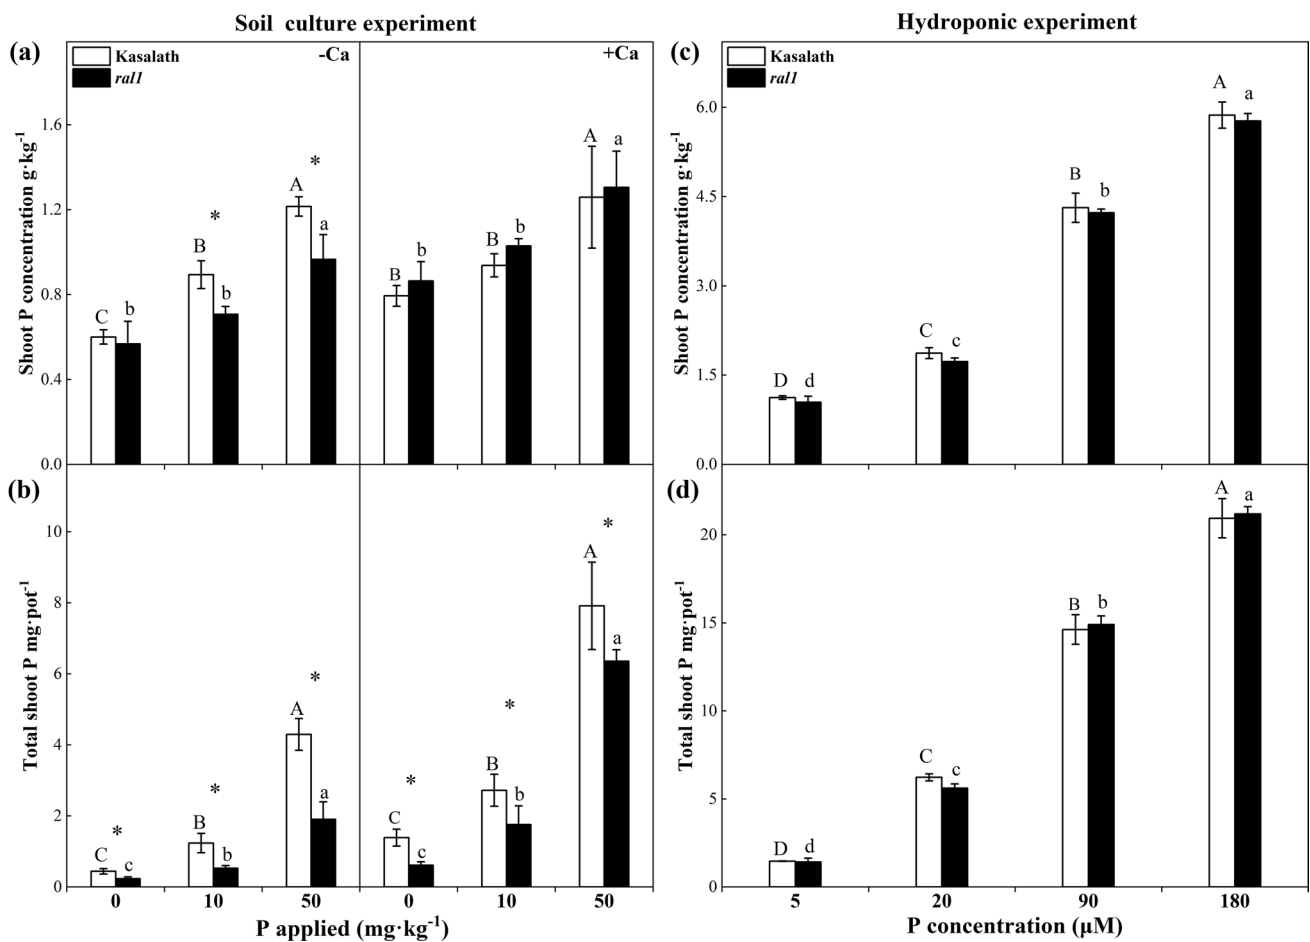 Soil culture experiment
Hydroponic experiment
(a)
Kasalath
ral1
-Ca
+Ca
Shoot P concentration g·kg⁻¹
1.6
1.2
0.8
0.4
0.0
C
b
B
b
*
A
a
*
B
b
B
b
A
a
(c)
Kasalath
ral1
Shoot P concentration g·kg⁻¹
6.0
4.5
3.0
1.5
0.0
D
d
C
c
B
b
A
a
(b)
Total shoot P mg·pot⁻¹
10
8
6
4
2
0
C
c
*
B
b
*
A
a
*
C
c
*
B
b
*
A
a
*
0
10
50
0
10
50
P applied (mg·kg⁻¹)
(d)
Total shoot P mg·pot⁻¹
20
15
10
5
0
D
d
C
c
B
b
A
a
5
20
90
180
P concentration (μM)